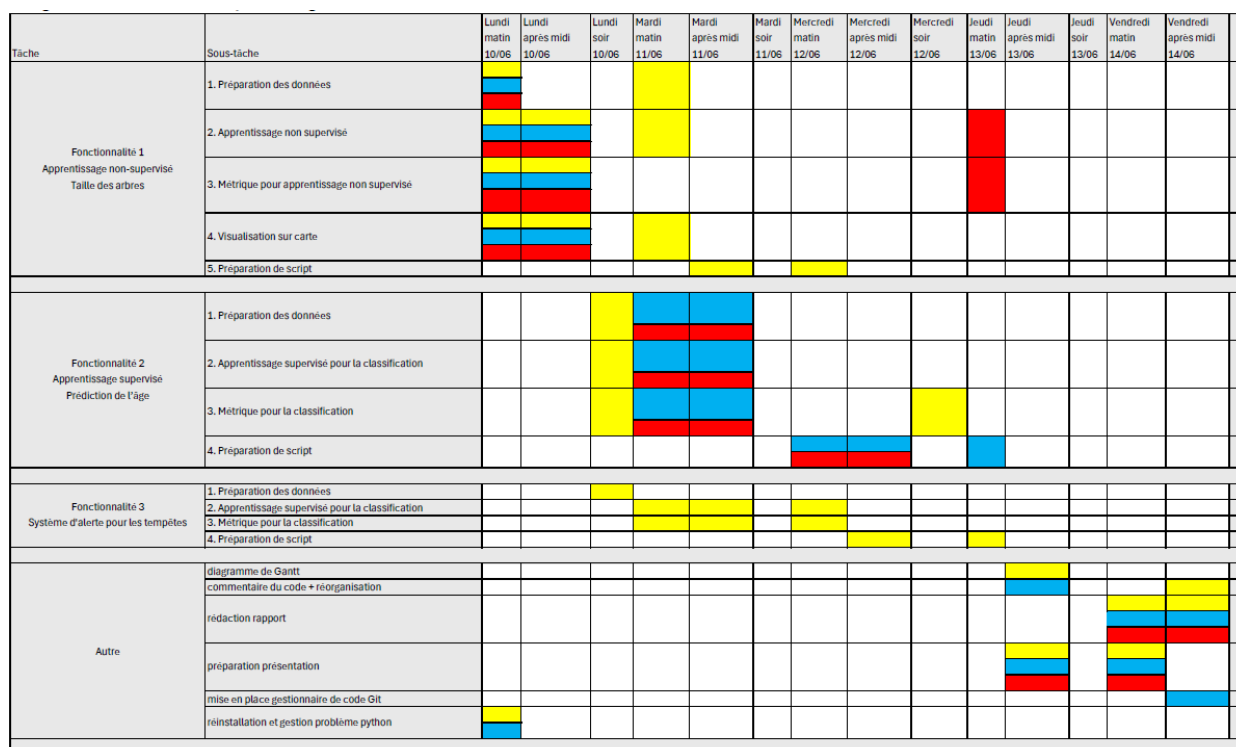 Lundi Lundi Lundi Mardi Mardi Mardi Mercredi Mercredi Mercredi Jeudi Jeudi Jeudi Vendredi Vendredi
matin après midi soir matin après midi soir matin après midi soir matin après midi soir matin après midi
Tâche Sous-tâche 10/06 10/06 10/06 11/06 11/06 11/06 12/06 12/06 12/06 13/06 13/06 13/06 14/06 14/06
Fonctionnalité 1
Apprentissage non-supervisé
Taille des arbres
1. Préparation des données
2. Apprentissage non supervisé
3. Métrique pour apprentissage non supervisé
4. Visualisation sur carte
5. Préparation de script
Fonctionnalité 2
Apprentissage supervisé
Prédiction de l'âge
1. Préparation des données
2. Apprentissage supervisé pour la classification
3. Métrique pour la classification
4. Préparation de script
Fonctionnalité 3
Système d'alerte pour les tempêtes
1. Préparation des données
2. Apprentissage supervisé pour la classification
3. Métrique pour la classification
4. Préparation de script
Autre
diagramme de Gantt
commentaire du code + réorganisation
rédaction rapport
préparation présentation
mise en place gestionnaire de code Git
réinstallation et gestion problème python